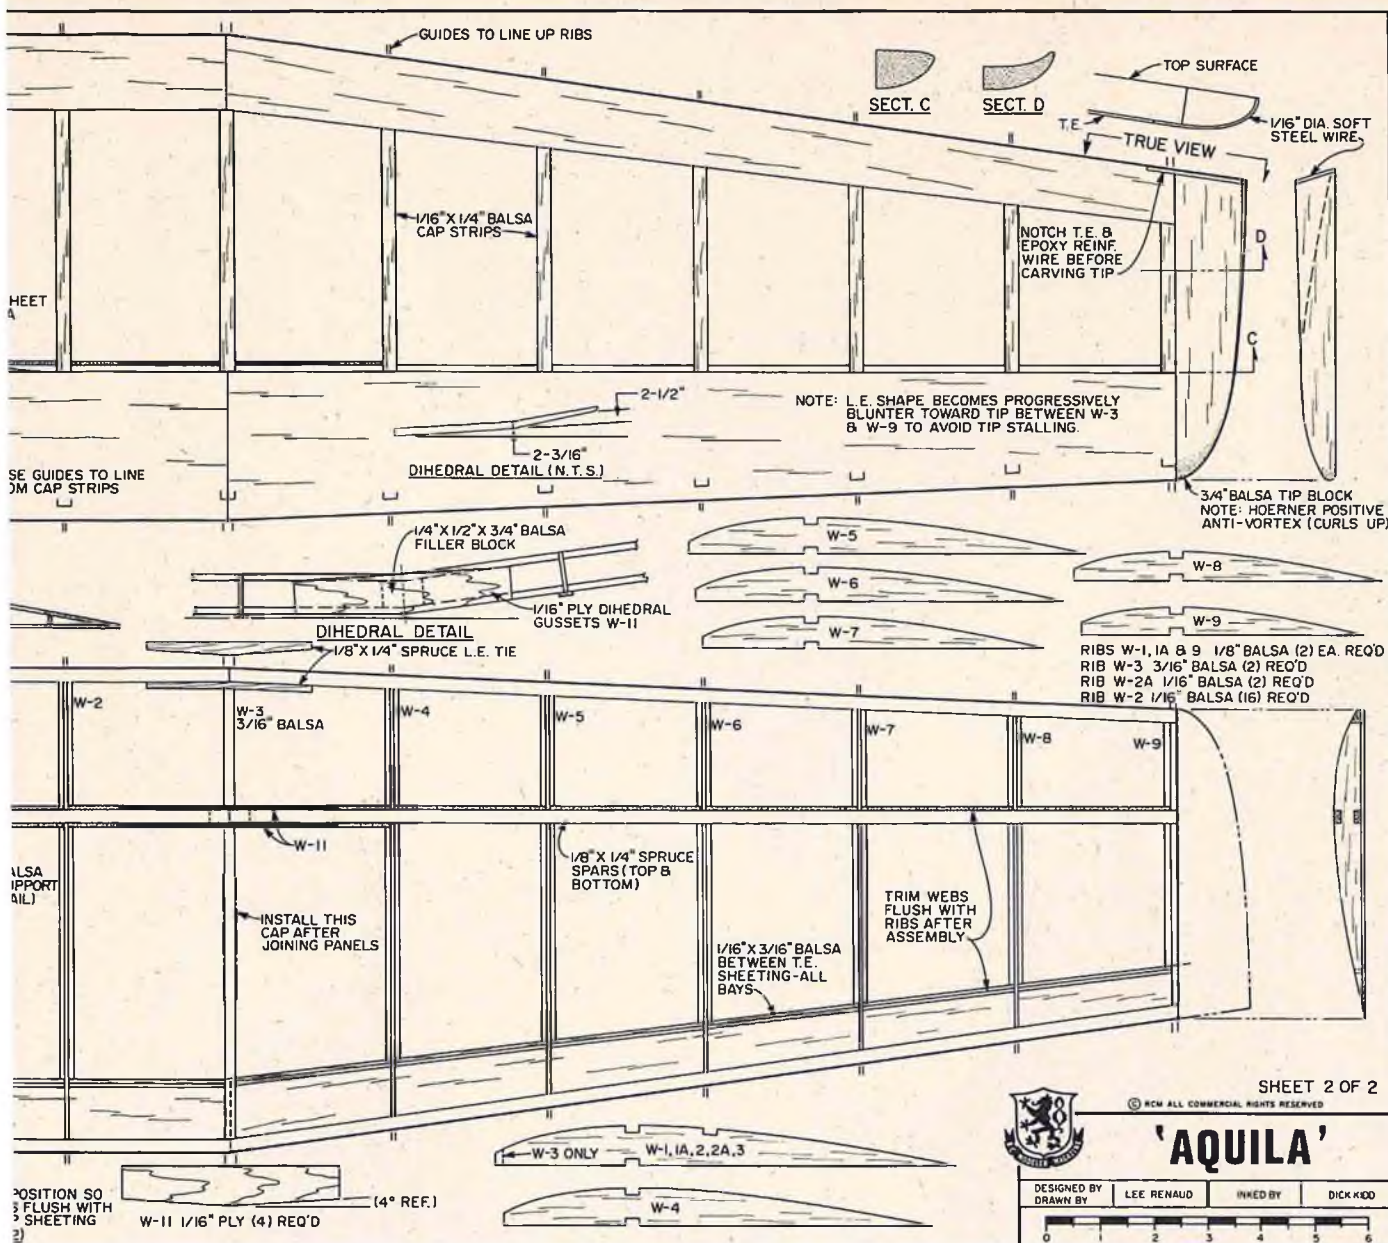 GUIDES TO LINE UP RIBS
SECT. C
SECT. D
TOP SURFACE
T.E.
1/16" DIA. SOFT
STEEL WIRE
TRUE VIEW
1/16" X 1/4" BALSA
CAP STRIPS
NOTCH T.E. &
EPOXY REINF.
WIRE BEFORE
CARVING TIP
D
C
HEET
A
2-1/2"
2-3/16"
DIHEDRAL DETAIL (N.T.S.)
NOTE: L.E. SHAPE BECOMES PROGRESSIVELY
BLUNTER TOWARD TIP BETWEEN W-3
& W-9 TO AVOID TIP STALLING.
SE GUIDES TO LINE
OM CAP STRIPS
3/4" BALSA TIP BLOCK
NOTE: HOERNER POSITIVE
ANTI-VORTEX (CURLS UP)
1/4" X 1/2" X 3/4" BALSA
FILLER BLOCK
1/16" PLY DIHEDRAL
GUSSETS W-11
DIHEDRAL DETAIL
1/8" X 1/4" SPRUCE L.E. TIE
W-5
W-6
W-7
W-8
W-9
RIBS W-1, 1A & 9 1/8" BALSA (2) EA. REQ'D
RIB W-3 3/16" BALSA (2) REQ'D
RIB W-2A 1/16" BALSA (2) REQ'D
RIB W-2 1/16" BALSA (16) REQ'D
W-2
W-3
3/16" BALSA
W-4
W-5
W-6
W-7
W-8
W-9
W-11
ALSA
UPPORT
AIL)
1/8" X 1/4" SPRUCE
SPARS (TOP &
BOTTOM)
INSTALL THIS
CAP AFTER
JOINING PANELS
TRIM WEBS
FLUSH WITH
RIBS AFTER
ASSEMBLY
1/16" X 3/16" BALSA
BETWEEN T.E.
SHEETING-ALL
BAYS
SHEET 2 OF 2
© RCM ALL COMMERCIAL RIGHTS RESERVED
'AQUILA'
DESIGNED BY
DRAWN BY
LEE RENAUD
INKED BY
DICK KIDD
0 1 2 3 4 5 6
W-3 ONLY
W-1, 1A, 2, 2A, 3
W-4
POSITION SO
S FLUSH WITH
P SHEETING
2)
(4° REF.)
W-11 1/16" PLY (4) REQ'D